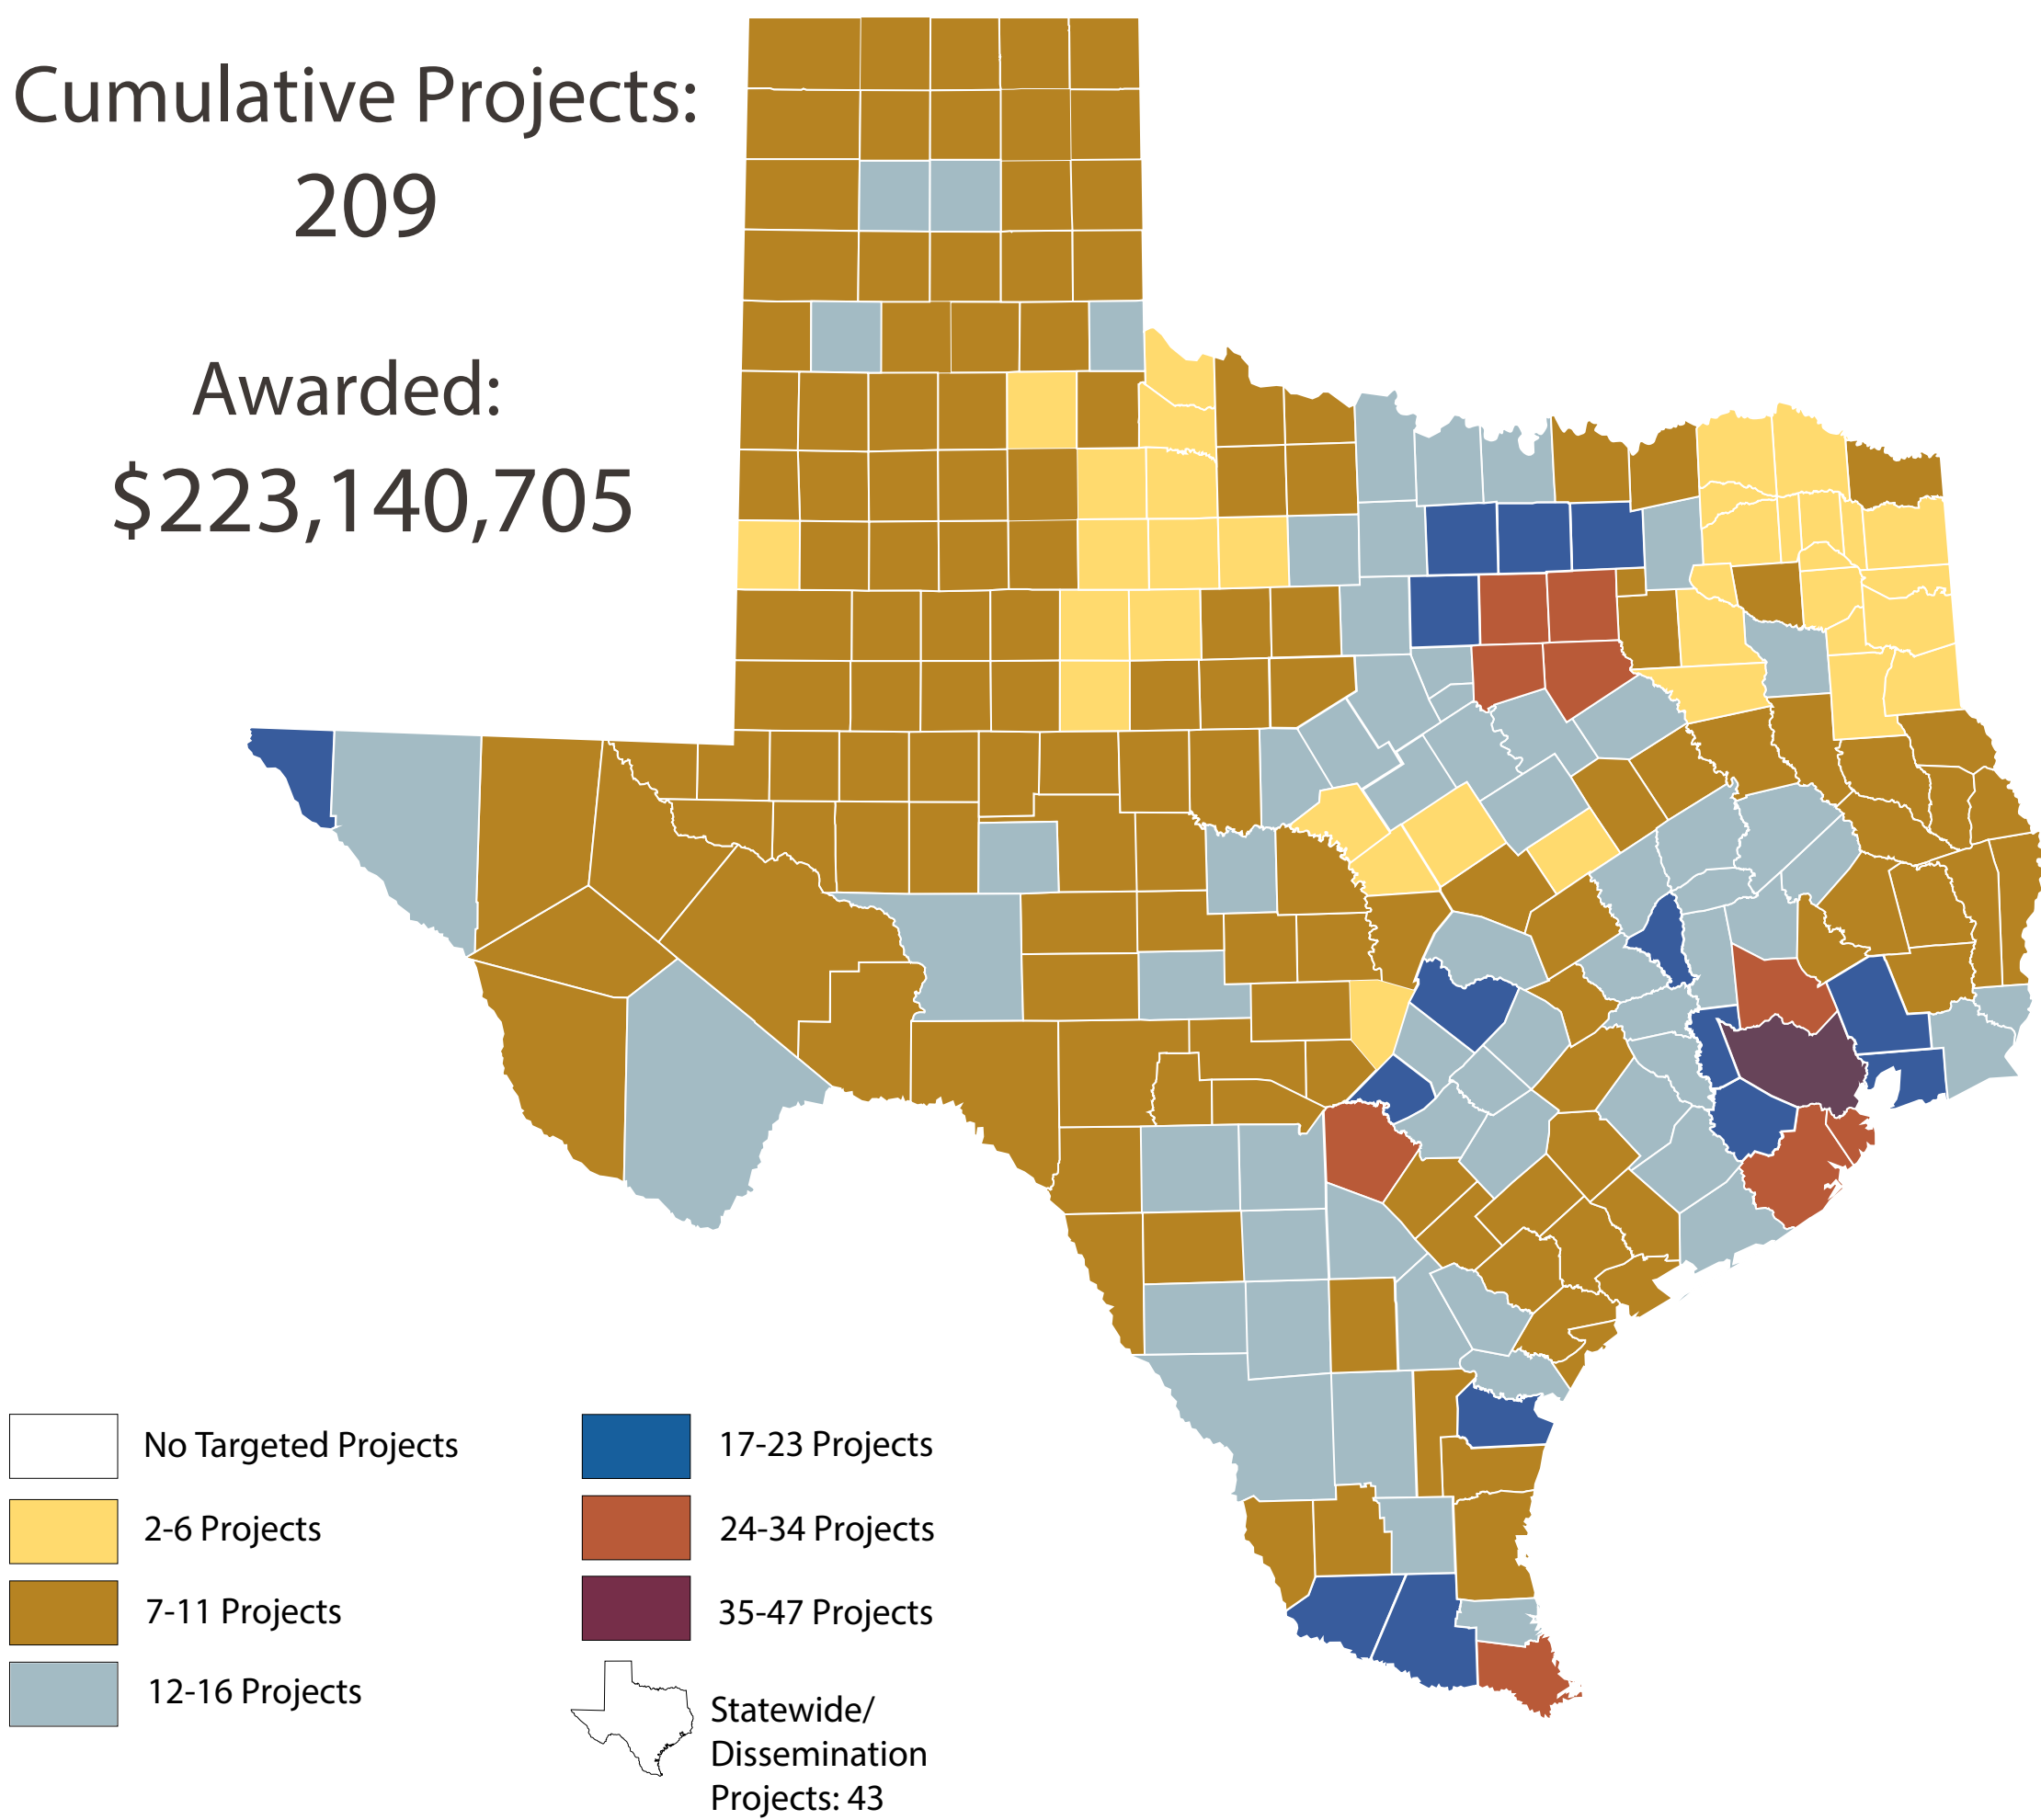 Cumulative Projects:
209
Awarded:
$223,140,705
No Targeted Projects
2-6 Projects
7-11 Projects
12-16 Projects
17-23 Projects
24-34 Projects
35-47 Projects
Statewide/
Dissemination
Projects: 43